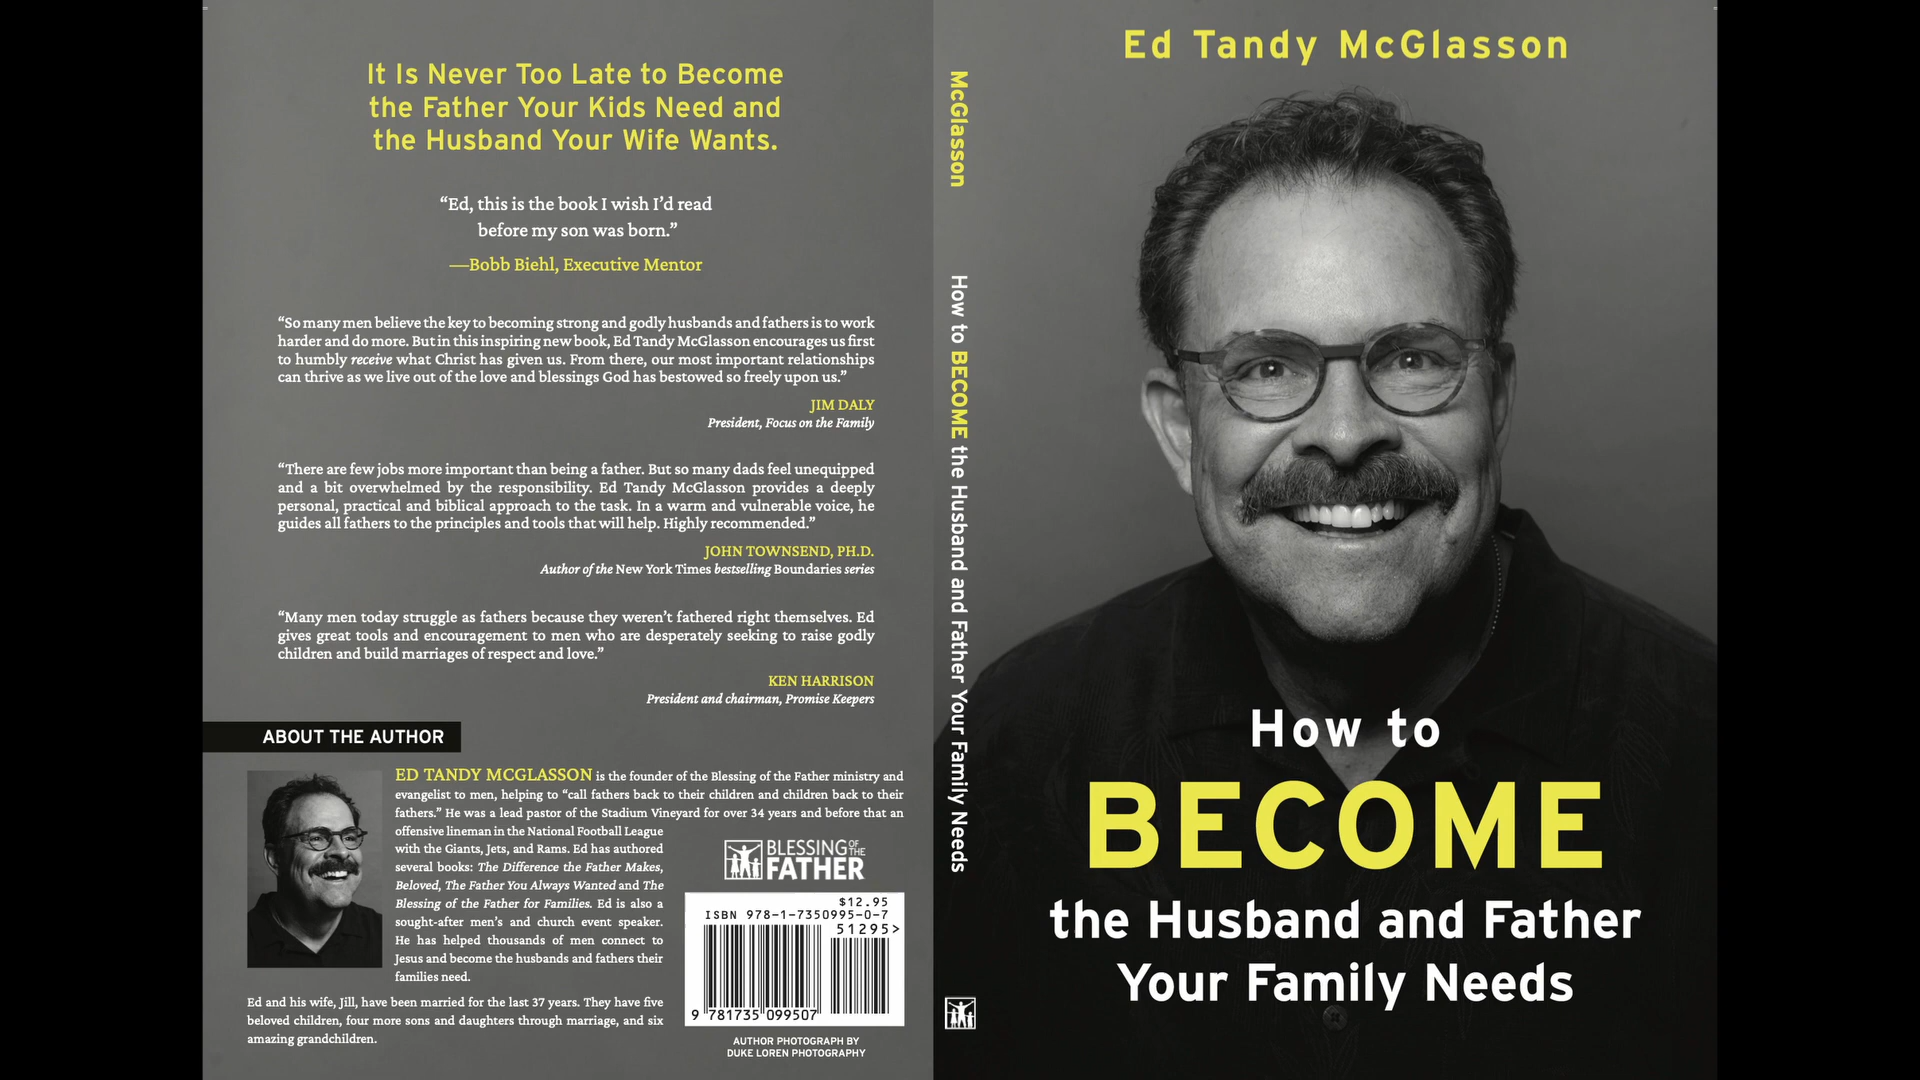 It Is Never Too Late to Become
the Father Your Kids Need and
the Husband Your Wife Wants.
“Ed, this is the book I wish I’d read
before my son was born.”
—Bobb Biehl, Executive Mentor
“So many men believe the key to becoming strong and godly husbands and fathers is to work
harder and do more. But in this inspiring new book, Ed Tandy McGlasson encourages us first
to humbly receive what Christ has given us. From there, our most important relationships
can thrive as we live out of the love and blessings God has bestowed so freely upon us.”
JIM DALY
President, Focus on the Family
“There are few jobs more important than being a father. But so many dads feel unequipped
and a bit overwhelmed by the responsibility. Ed Tandy McGlasson provides a deeply
personal, practical and biblical approach to the task. In a warm and vulnerable voice, he
guides all fathers to the principles and tools that will help. Highly recommended.”
JOHN TOWNSEND, PH.D.
Author of the New York Times bestselling Boundaries series
“Many men today struggle as fathers because they weren’t fathered right themselves. Ed
gives great tools and encouragement to men who are desperately seeking to raise godly
children and build marriages of respect and love.”
KEN HARRISON
President and chairman, Promise Keepers
ABOUT THE AUTHOR
ED TANDY MCGLASSON is the founder of the Blessing of the Father ministry and
evangelist to men, helping to “call fathers back to their children and children back to their
fathers.” He was a lead pastor of the Stadium Vineyard for over 34 years and before that an
offensive lineman in the National Football League
with the Giants, Jets, and Rams. Ed has authored
several books: The Difference the Father Makes,
Beloved, The Father You Always Wanted and The
Blessing of the Father for Families. Ed is also a
sought-after men’s and church event speaker.
He has helped thousands of men connect to
Jesus and become the husbands and fathers their
families need.
Ed and his wife, Jill, have been married for the last 37 years. They have five
beloved children, four more sons and daughters through marriage, and six
amazing grandchildren.
BLESSING OF THE
FATHER
$12.95
ISBN 978-1-7350995-0-7
51295>
9 781735 099507
AUTHOR PHOTOGRAPH BY
DUKE LOREN PHOTOGRAPHY
McGlasson
How to BECOME the Husband and Father Your Family Needs
Ed Tandy McGlasson
How to
BECOME
the Husband and Father
Your Family Needs